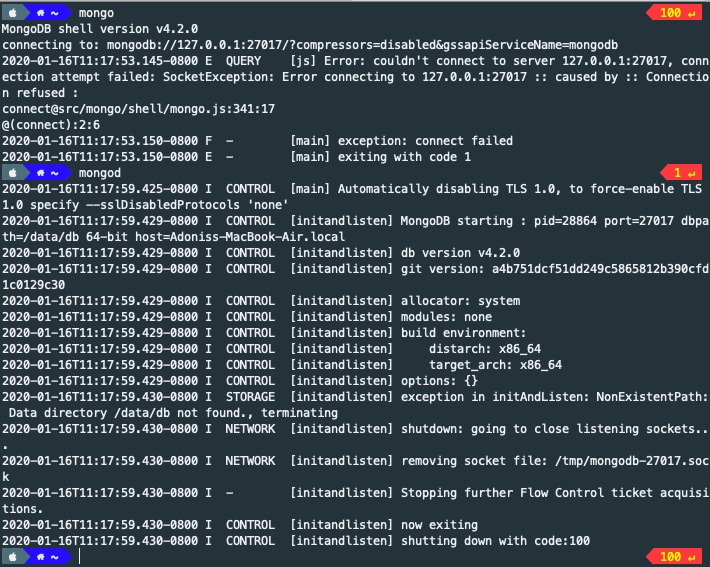 ~ mongo 100 ↵
MongoDB shell version v4.2.0
connecting to: mongodb://127.0.0.1:27017/?compressors=disabled&gssapiServiceName=mongodb
2020-01-16T11:17:53.145-0800 E  QUERY    [js] Error: couldn't connect to server 127.0.0.1:27017, conn
ection attempt failed: SocketException: Error connecting to 127.0.0.1:27017 :: caused by :: Connectio
n refused :
connect@src/mongo/shell/mongo.js:341:17
@(connect):2:6
2020-01-16T11:17:53.150-0800 F  -        [main] exception: connect failed
2020-01-16T11:17:53.150-0800 E  -        [main] exiting with code 1
~ mongod 1 ↵
2020-01-16T11:17:59.425-0800 I  CONTROL  [main] Automatically disabling TLS 1.0, to force-enable TLS
1.0 specify --sslDisabledProtocols 'none'
2020-01-16T11:17:59.429-0800 I  CONTROL  [initandlisten] MongoDB starting : pid=28864 port=27017 dbpa
th=/data/db 64-bit host=Adoniss-MacBook-Air.local
2020-01-16T11:17:59.429-0800 I  CONTROL  [initandlisten] db version v4.2.0
2020-01-16T11:17:59.429-0800 I  CONTROL  [initandlisten] git version: a4b751dcf51dd249c5865812b390cfd
1c0129c30
2020-01-16T11:17:59.429-0800 I  CONTROL  [initandlisten] allocator: system
2020-01-16T11:17:59.429-0800 I  CONTROL  [initandlisten] modules: none
2020-01-16T11:17:59.429-0800 I  CONTROL  [initandlisten] build environment:
2020-01-16T11:17:59.429-0800 I  CONTROL  [initandlisten]     distarch: x86_64
2020-01-16T11:17:59.429-0800 I  CONTROL  [initandlisten]     target_arch: x86_64
2020-01-16T11:17:59.429-0800 I  CONTROL  [initandlisten] options: {}
2020-01-16T11:17:59.430-0800 I  STORAGE  [initandlisten] exception in initAndListen: NonExistentPath:
Data directory /data/db not found., terminating
2020-01-16T11:17:59.430-0800 I  NETWORK  [initandlisten] shutdown: going to close listening sockets..
.
2020-01-16T11:17:59.430-0800 I  NETWORK  [initandlisten] removing socket file: /tmp/mongodb-27017.soc
k
2020-01-16T11:17:59.430-0800 I  -        [initandlisten] Stopping further Flow Control ticket acquisi
tions.
2020-01-16T11:17:59.430-0800 I  CONTROL  [initandlisten] now exiting
2020-01-16T11:17:59.430-0800 I  CONTROL  [initandlisten] shutting down with code:100
~ 100 ↵